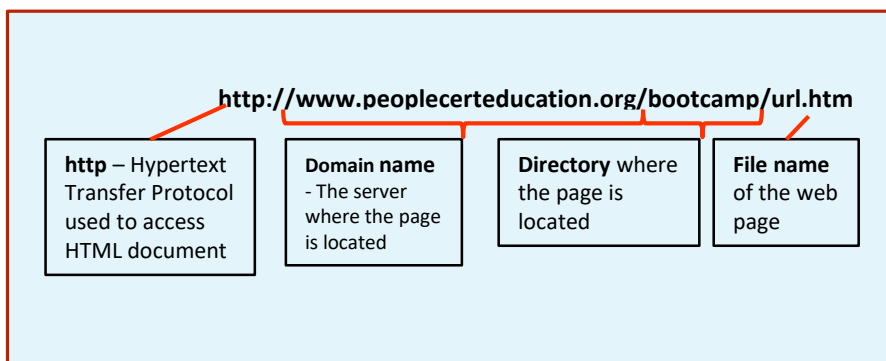 http://www.peoplecerteducation.org/bootcamp/url.htm
http – Hypertext
Transfer Protocol
used to access
HTML document
Domain name
- The server
where the page
is located
Directory where
the page is
located
File name
of the web
page